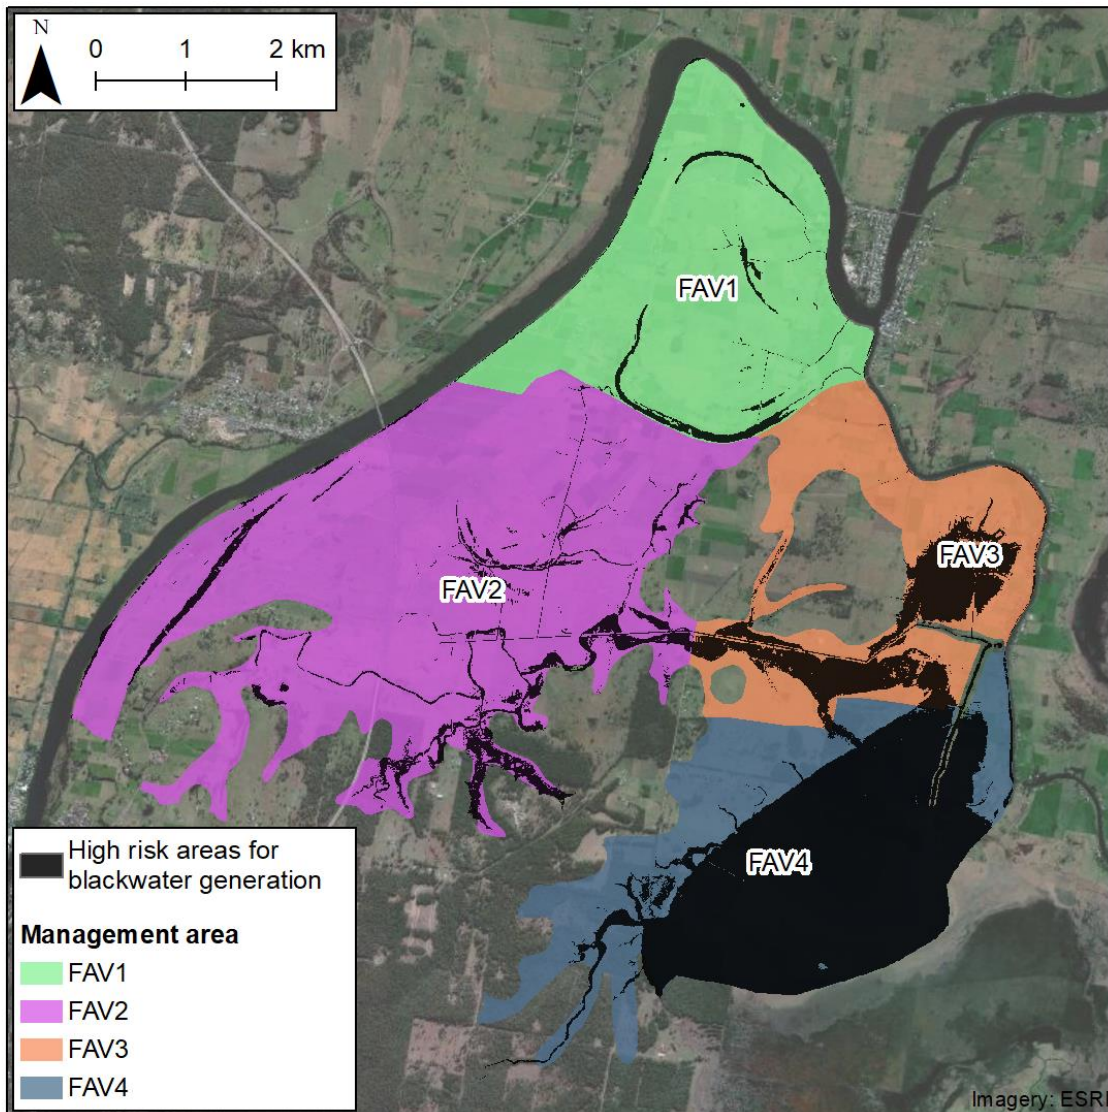 N
0 1 2 km
FAV1
FAV3
FAV2
FAV4
High risk areas for
blackwater generation
Management area
FAV1
FAV2
FAV3
FAV4
Imagery: ESRI